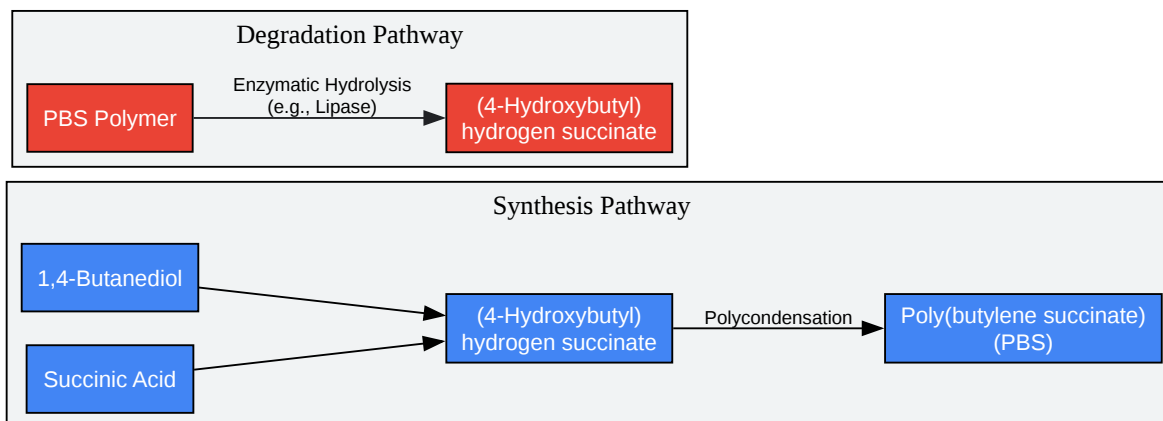 Degradation Pathway
PBS Polymer
Enzymatic Hydrolysis
(e.g., Lipase)
(4-Hydroxybutyl)
hydrogen succinate
Synthesis Pathway
1,4-Butanediol
Succinic Acid
(4-Hydroxybutyl)
hydrogen succinate
Polycondensation
Poly(butylene succinate)
(PBS)